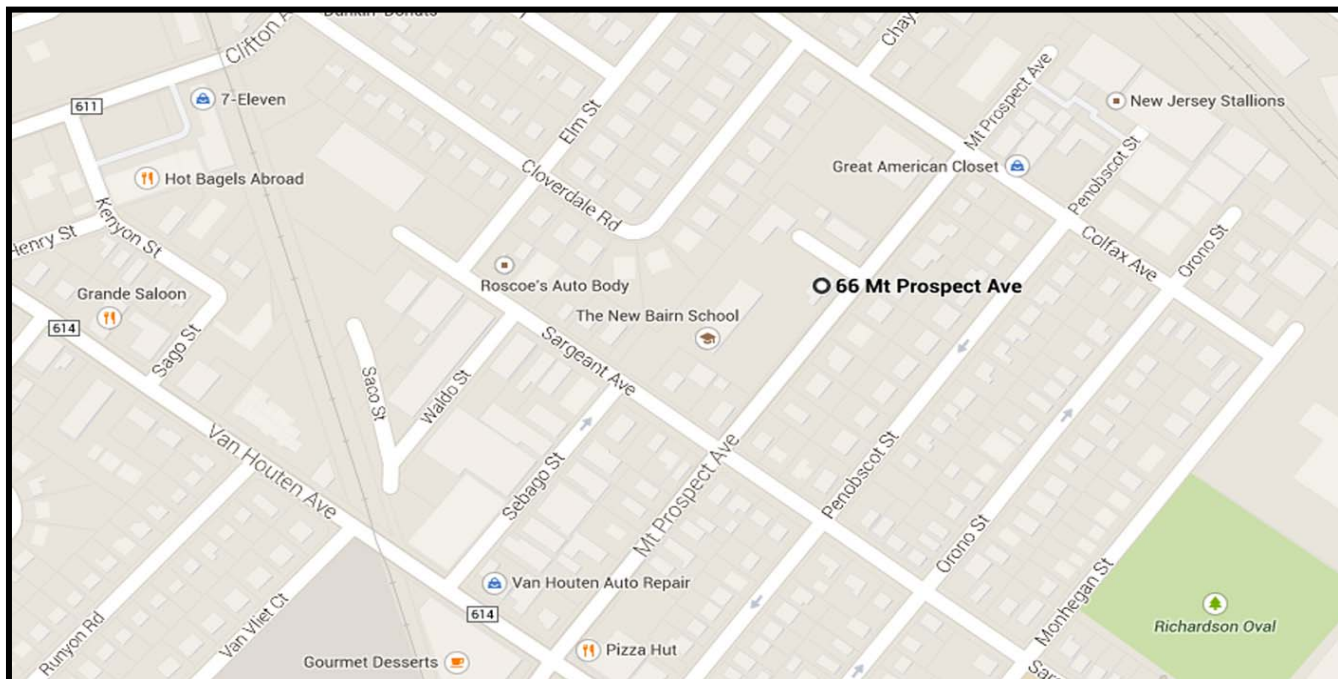 Dunkin' Donuts
Clifton A
Chay
7-Eleven
611
Elm St
Mt Prospect Ave
New Jersey Stallions
Penobscot St
Great American Closet
Hot Bagels Abroad
Cloverdale Rd
Kenyon St
Henry St
Colfax Ave
Orono St
Roscoe's Auto Body
66 Mt Prospect Ave
Grande Saloon
614
The New Bairn School
Sago St
Sargeant Ave
Saco St
Waldo St
Van Houten Ave
Sebago St
Mt Prospect Ave
Penobscot St
Orono St
Van Houten Auto Repair
614
Monhegan St
Richardson Oval
Runyon Rd
Van Vliet Ct
Gourmet Desserts
Pizza Hut
Sar